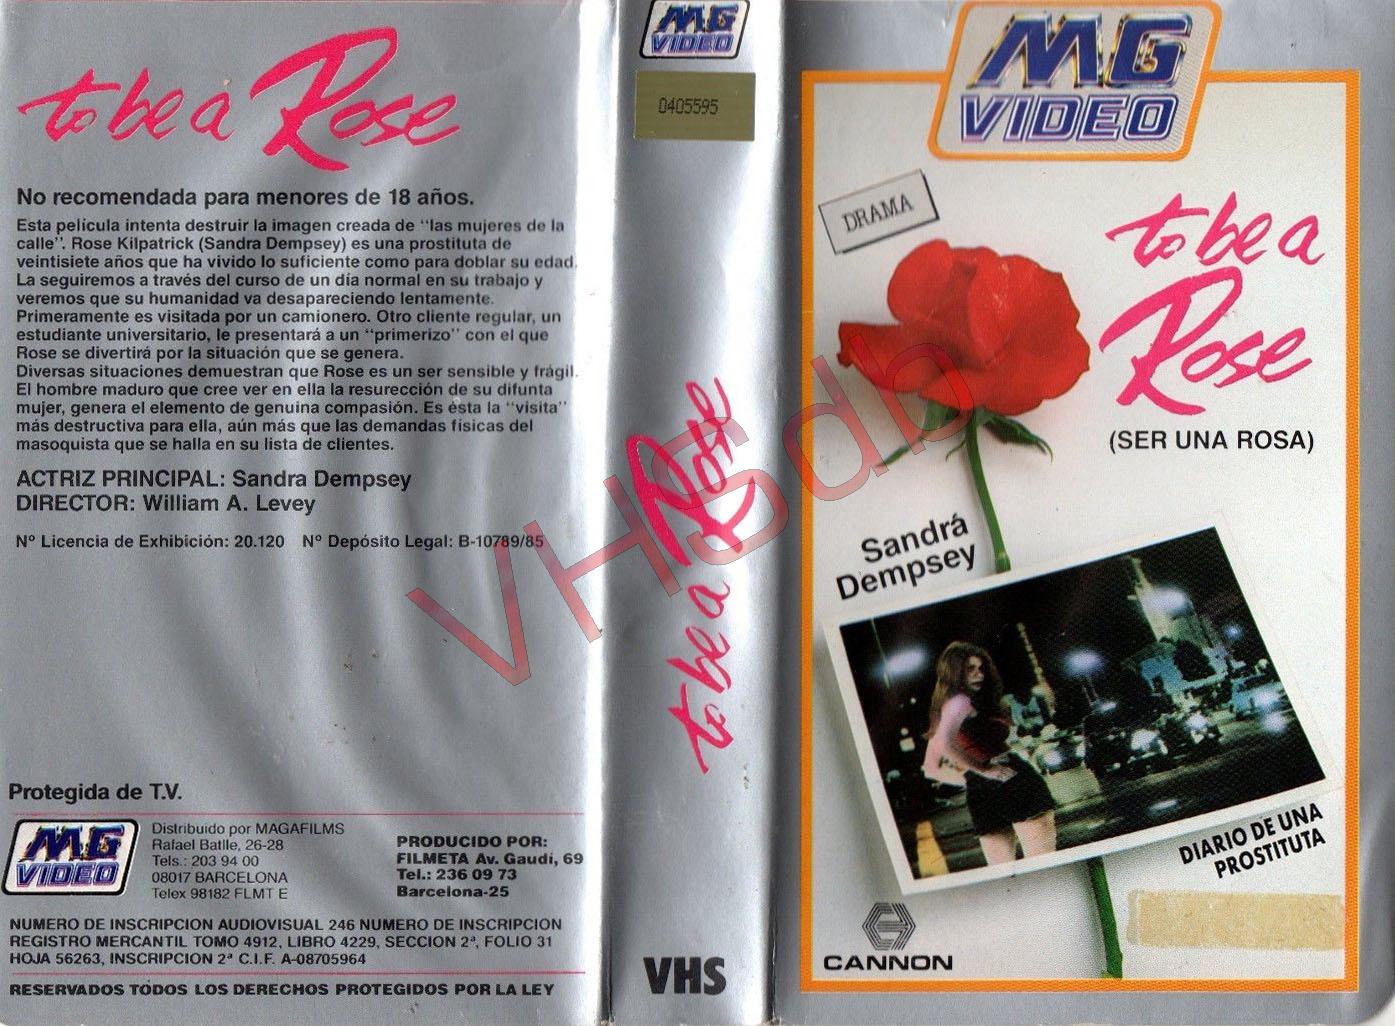 to be a Rose
No recomendada para menores de 18 años.
Esta película intenta destruir la imagen creada de "las mujeres de la
calle". Rose Kilpatrick (Sandra Dempsey) es una prostituta de
veintisiete años que ha vivido lo suficiente como para doblar su edad.
La seguiremos a través del curso de un día normal en su trabajo y
veremos que su humanidad va desapareciendo lentamente.
Primeramente es visitada por un camionero. Otro cliente regular, un
estudiante universitario, le presentará a un "primerizo" con el que
Rose se divertirá por la situación que se genera.
Diversas situaciones demuestran que Rose es un ser sensible y frágil.
El hombre maduro que cree ver en ella la resurección de su difunta
mujer, genera el elemento de genuina compasión. Es ésta la "visita"
más destructiva para ella, aún más que las demandas físicas del
masoquista que se halla en su lista de clientes.
ACTRIZ PRINCIPAL: Sandra Dempsey
DIRECTOR: William A. Levey
Nº Licencia de Exhibición: 20.120 Nº Depósito Legal: B-10789/85
Protegida de T.V.
MG
VIDEO
Distribuido por MAGAFILMS
Rafael Batlle, 26-28
Tels.: 203 94 00
08017 BARCELONA
Telex 98182 FLMT E
PRODUCIDO POR:
FILMETA Av. Gaudí, 69
Tel.: 236 09 73
Barcelona-25
NUMERO DE INSCRIPCION AUDIOVISUAL 246 NUMERO DE INSCRIPCION
REGISTRO MERCANTIL TOMO 4912, LIBRO 4229, SECCION 2ª, FOLIO 31
HOJA 56263, INSCRIPCION 2ª C.I.F. A-08705964
RESERVADOS TODOS LOS DERECHOS PROTEGIDOS POR LA LEY
MG
VIDEO
0405595
to be a Rose
VHS
VHSdb
MG
VIDEO
DRAMA
to be a
Rose
(SER UNA ROSA)
Sandrá
Dempsey
DIARIO DE UNA
PROSTITUTA
CANNON